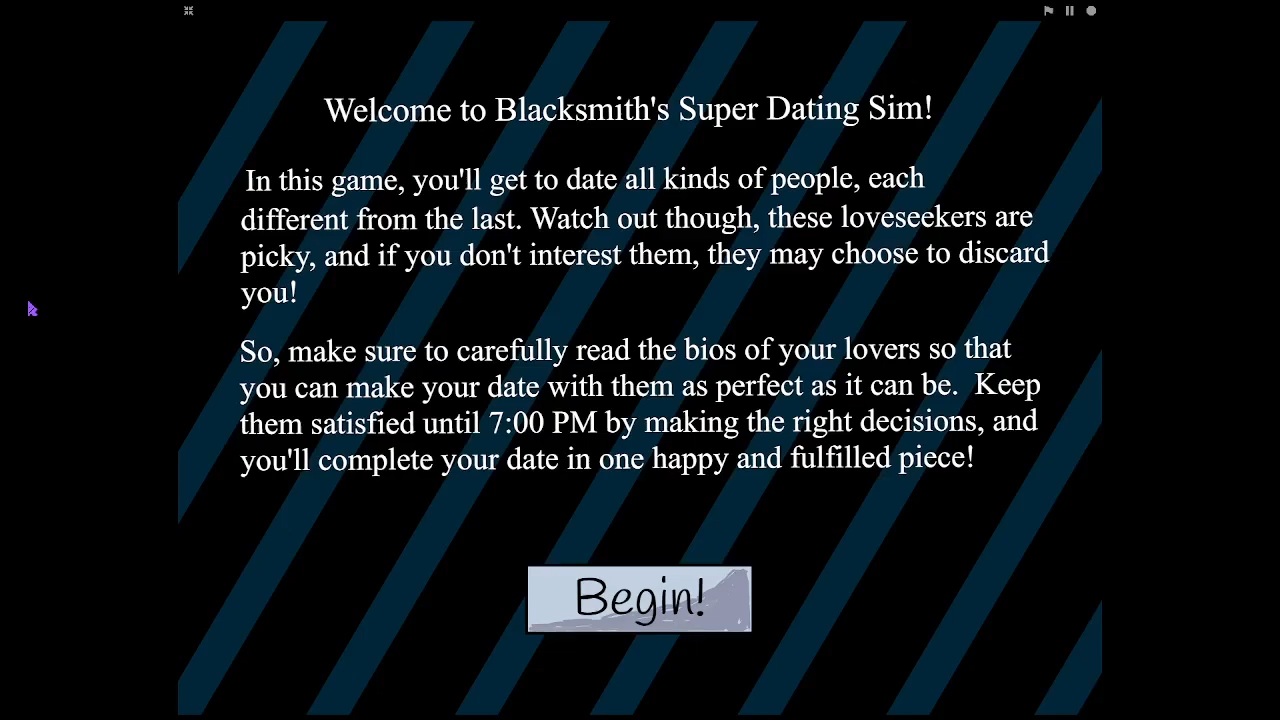 Welcome to Blacksmith's Super Dating Sim!
In this game, you'll get to date all kinds of people, each
different from the last. Watch out though, these loveseekers are
picky, and if you don't interest them, they may choose to discard
you!
So, make sure to carefully read the bios of your lovers so that
you can make your date with them as perfect as it can be.  Keep
them satisfied until 7:00 PM by making the right decisions, and
you'll complete your date in one happy and fulfilled piece!
Begin!